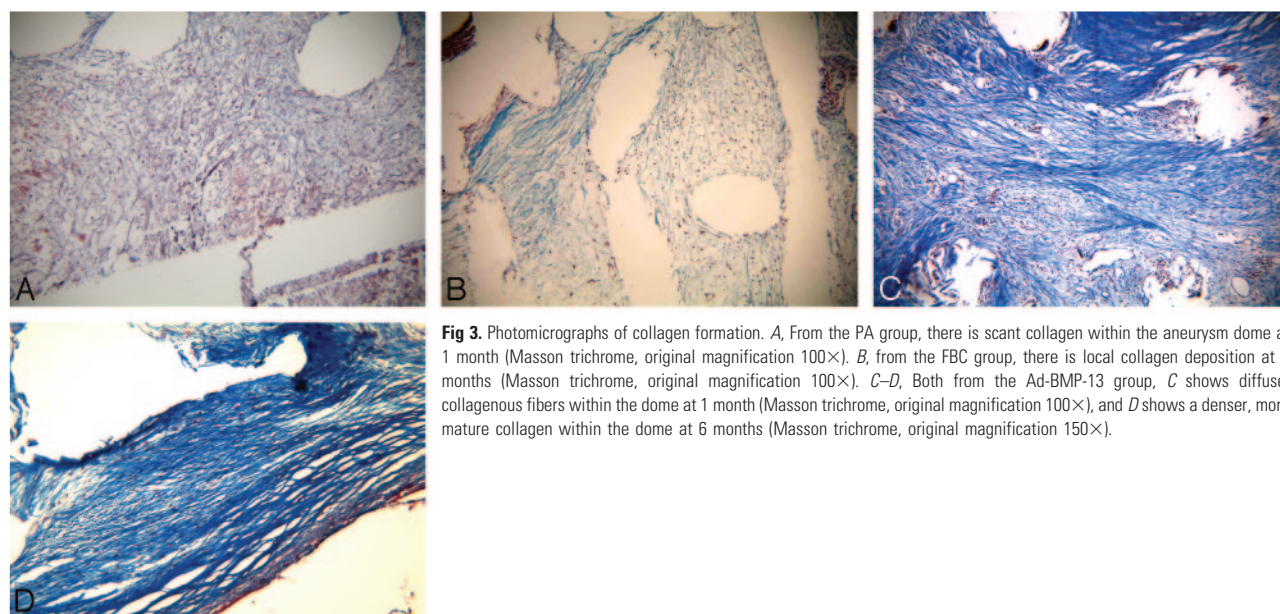 A
B
C
D
Fig 3. Photomicrographs of collagen formation. A, From the PA group, there is scant collagen within the aneurysm dome a
1 month (Masson trichrome, original magnification 100×). B, from the FBC group, there is local collagen deposition at
months (Masson trichrome, original magnification 100×). C–D, Both from the Ad-BMP-13 group, C shows diffuse
collagenous fibers within the dome at 1 month (Masson trichrome, original magnification 100×), and D shows a denser, mor
mature collagen within the dome at 6 months (Masson trichrome, original magnification 150×).